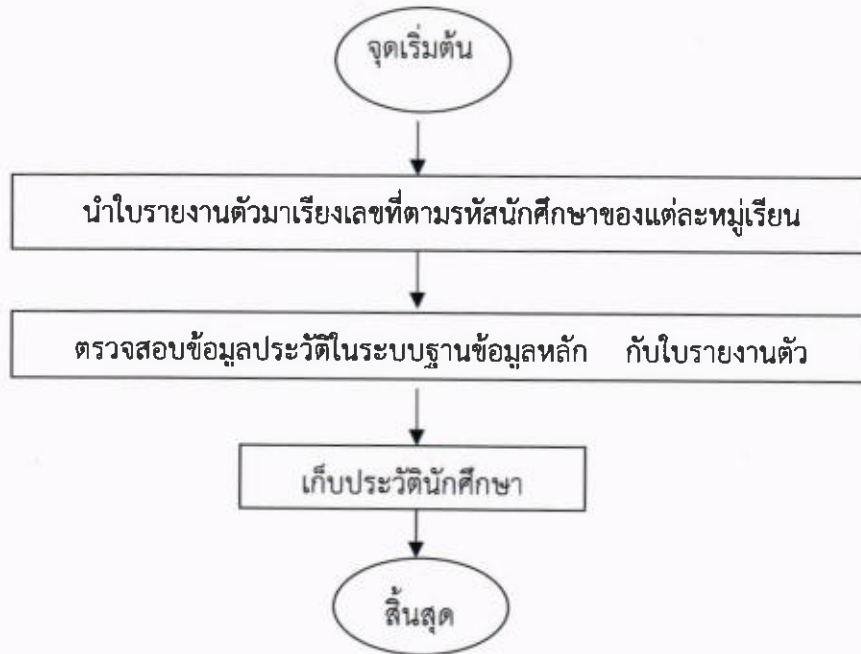 จุดเริ่มต้น
นำใบรายงานตัวมาเรียงเลขที่ตามรหัสนักศึกษาของแต่ละหมู่เรียน
ตรวจสอบข้อมูลประวัติในระบบฐานข้อมูลหลัก กับใบรายงานตัว
เก็บประวัตินักศึกษา
สิ้นสุด